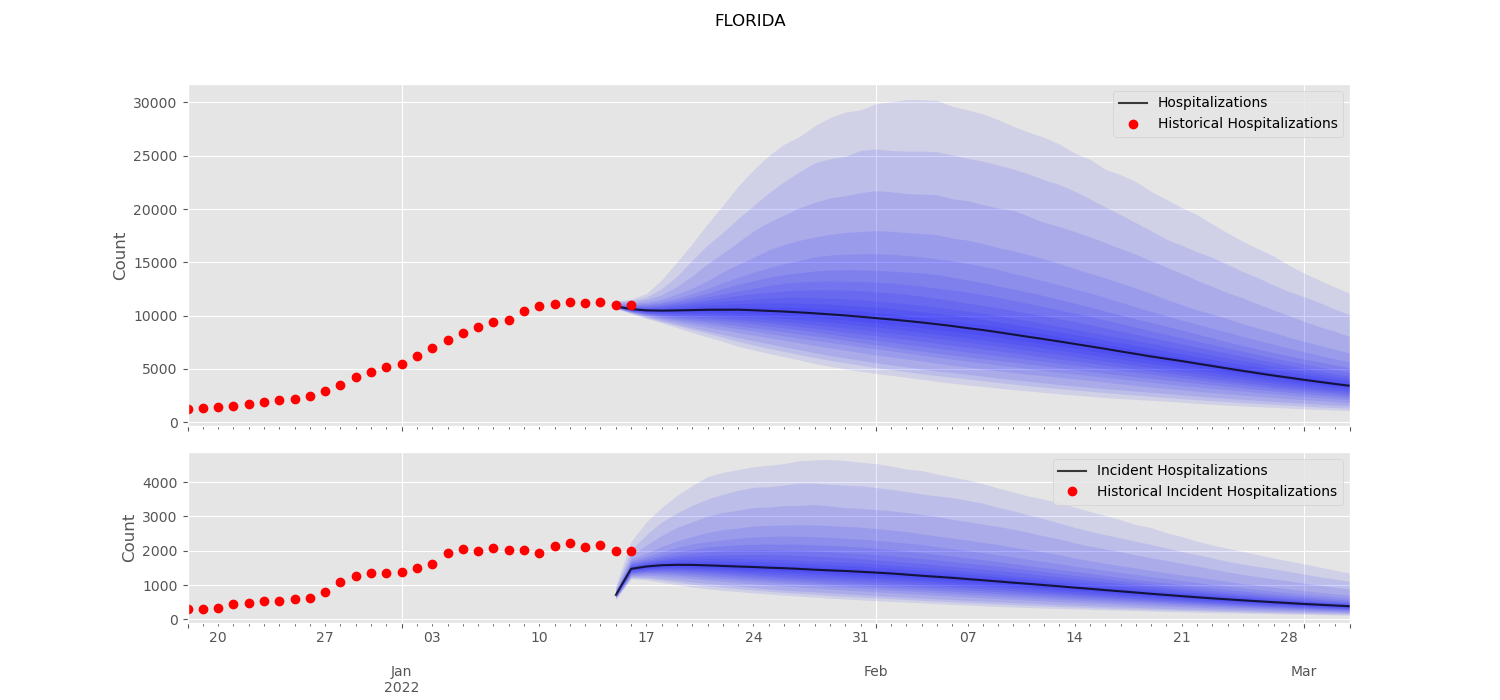 FLORIDA
30000
25000
20000
15000
10000
5000
0
Count
Hospitalizations
Historical Hospitalizations
4000
3000
2000
1000
0
Count
Incident Hospitalizations
Historical Incident Hospitalizations
20 27 03 10 17 24 31 07 14 21 28
Jan Feb Mar
2022